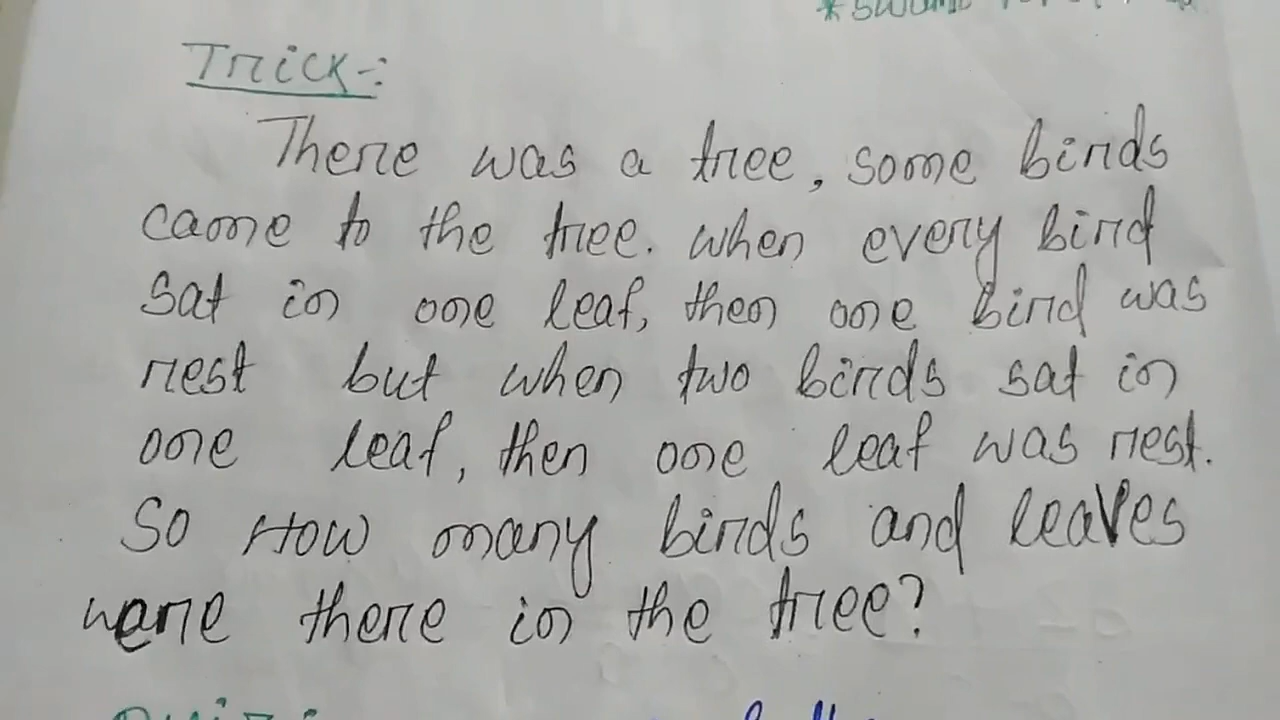 Trick-:
There was a tree, some birds
came to the tree. when every bird
sat in one leaf, then one bird was
rest but when two birds sat in
one leaf, then one leaf was rest.
So How many birds and leaves
were there in the tree?